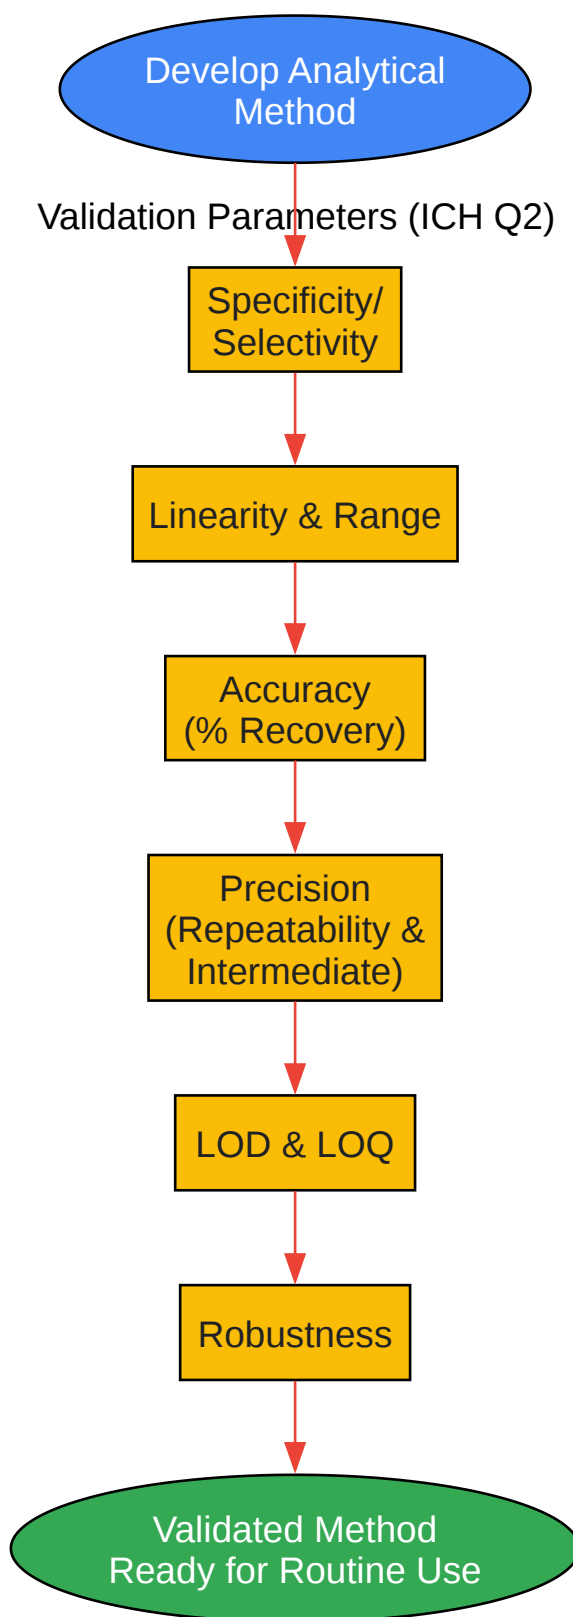 Develop Analytical
Method
Validation Parameters (ICH Q2)
Specificity/
Selectivity
Linearity & Range
Accuracy
(% Recovery)
Precision
(Repeatability &
Intermediate)
LOD & LOQ
Robustness
Validated Method
Ready for Routine Use